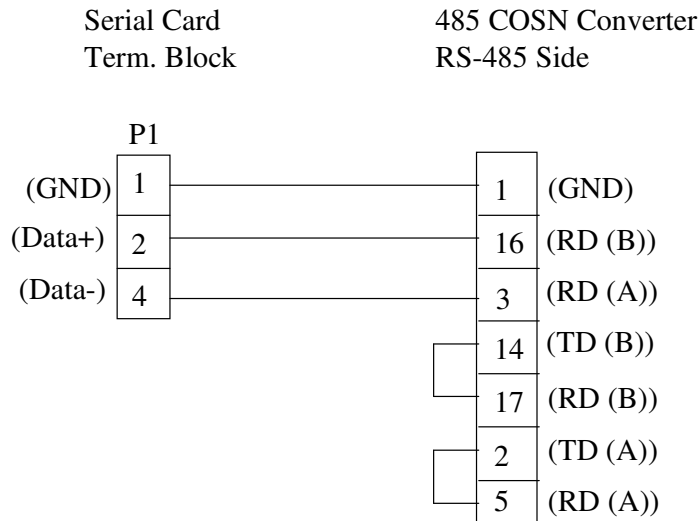 Serial Card 485 COSN Converter
Term. Block RS-485 Side
P1
(GND) 1 1 (GND)
(Data+) 2 16 (RD (B))
(Data-) 4 3 (RD (A))
14 (TD (B))
17 (RD (B))
2 (TD (A))
5 (RD (A))